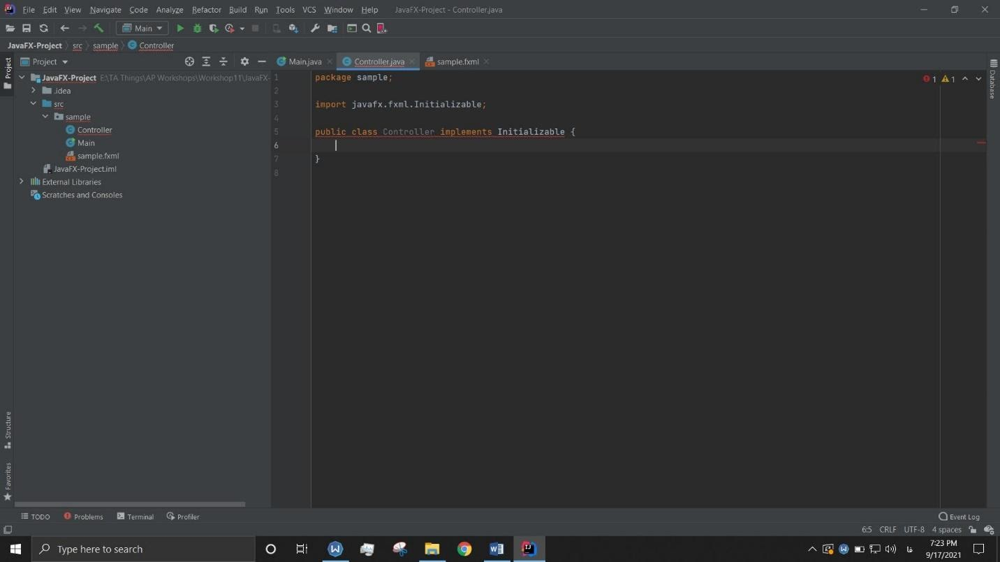 File Edit View Navigate Code Analyze Refactor Build Run Tools VCS Window Help JavaFX-Project - Controller.java
Main
JavaFX-Project src sample Controller
Project
Main.java Controller.java sample.fxml
Project
JavaFX-Project E:\TA Things\AP Workshops\Workshop11\JavaFX-
.idea
src
sample
Controller
Main
sample.fxml
JavaFX-Project.iml
External Libraries
Scratches and Consoles
1 package sample;
2
3 import javafx.fxml.Initializable;
4
5 public class Controller implements Initializable {
6
7 }
8
1 1
Database
Structure
Favorites
TODO Problems Terminal Profiler Event Log
6:5 CRLF UTF-8 4 spaces
Type here to search
فا
7:23 PM
9/17/2021